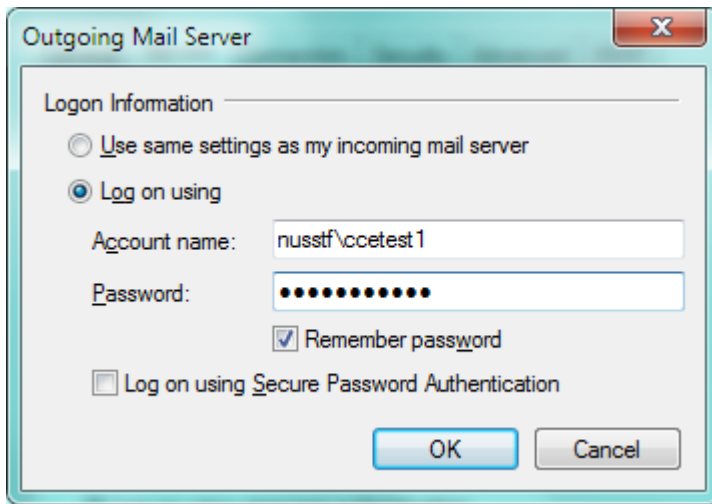 Outgoing Mail Server
Logon Information
Use same settings as my incoming mail server
Log on using
Account name: nusstf\ccetest1
Password: ●●●●●●●●●●●
Remember password
Log on using Secure Password Authentication
OK Cancel